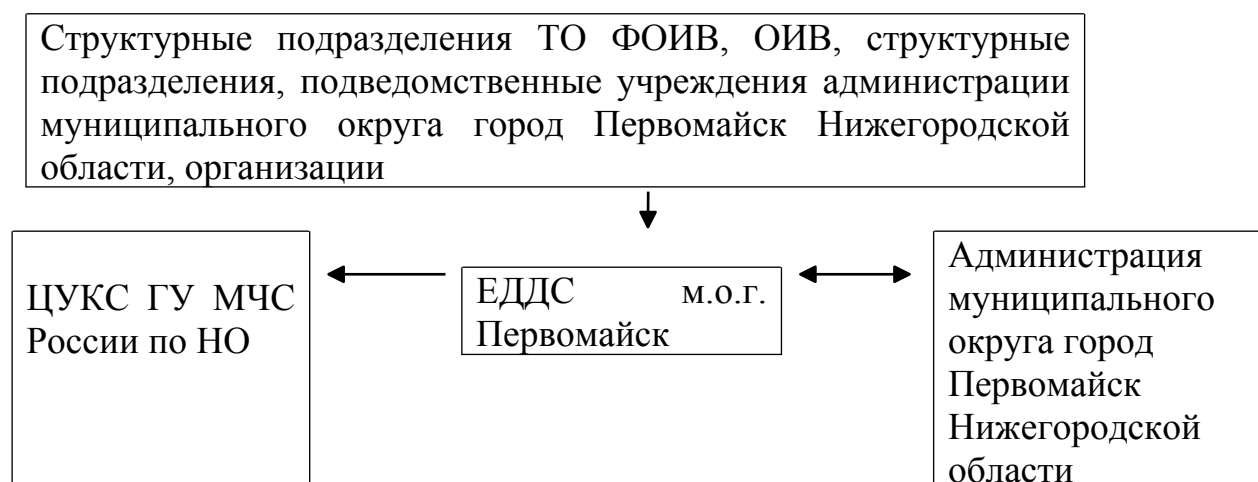 Структурные подразделения ТО ФОИВ, ОИВ, структурные
подразделения, подведомственные учреждения администрации
муниципального округа город Первомайск Нижегородской
области, организации
ЦУКС ГУ МЧС
России по НО
ЕДДС м.о.г.
Первомайск
Администрация
муниципального
округа город
Первомайск
Нижегородской
области